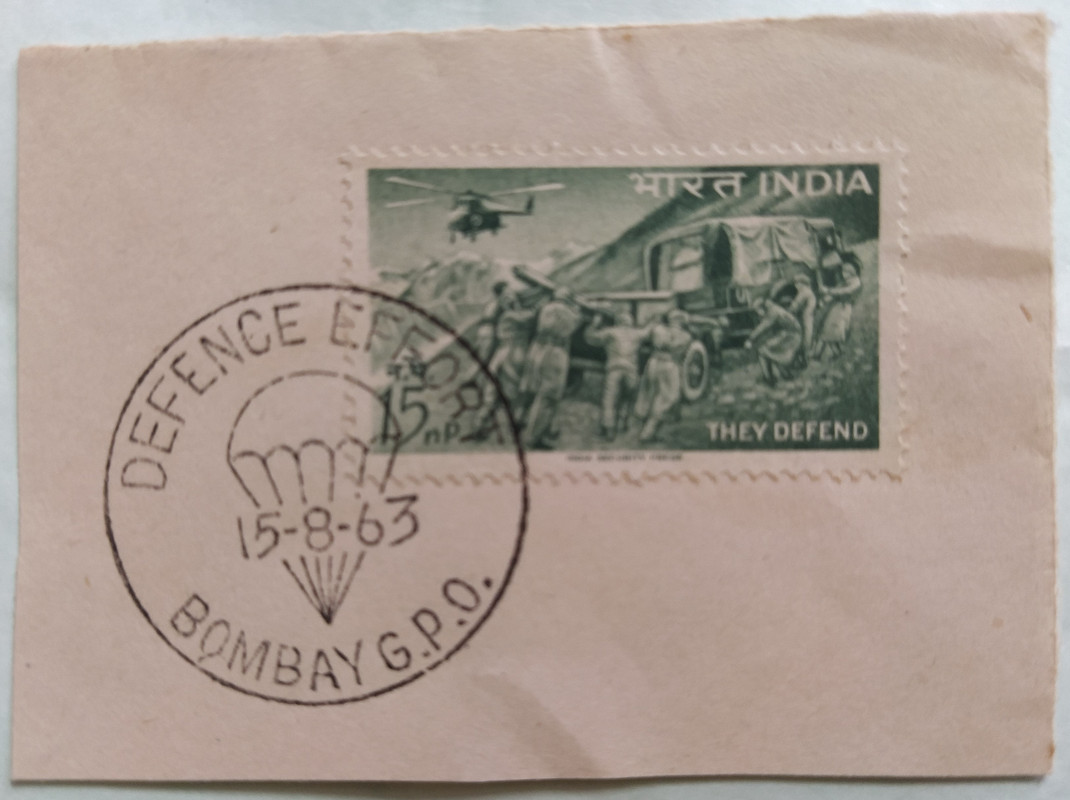 भारत INDIA
न.पै.
15 nP
THEY DEFEND
DEFENCE EFFORT
15-8-63
BOMBAY G.P.O.